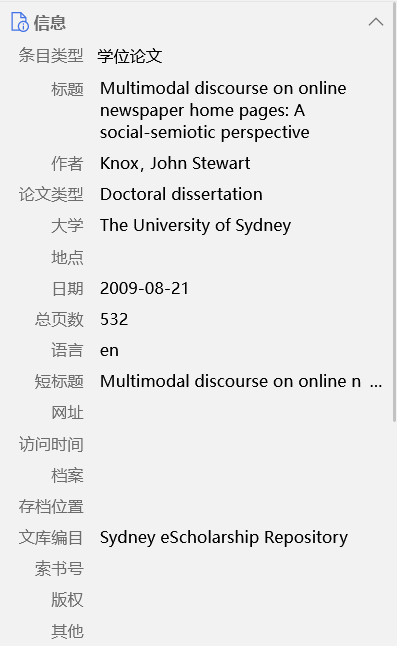 信息
条目类型 学位论文
标题 Multimodal discourse on online
newspaper home pages: A
social-semiotic perspective
作者 Knox, John Stewart
论文类型 Doctoral dissertation
大学 The University of Sydney
地点
日期 2009-08-21
总页数 532
语言 en
短标题 Multimodal discourse on online n ...
网址
访问时间
档案
存档位置
文库编目 Sydney eScholarship Repository
索书号
版权
其他